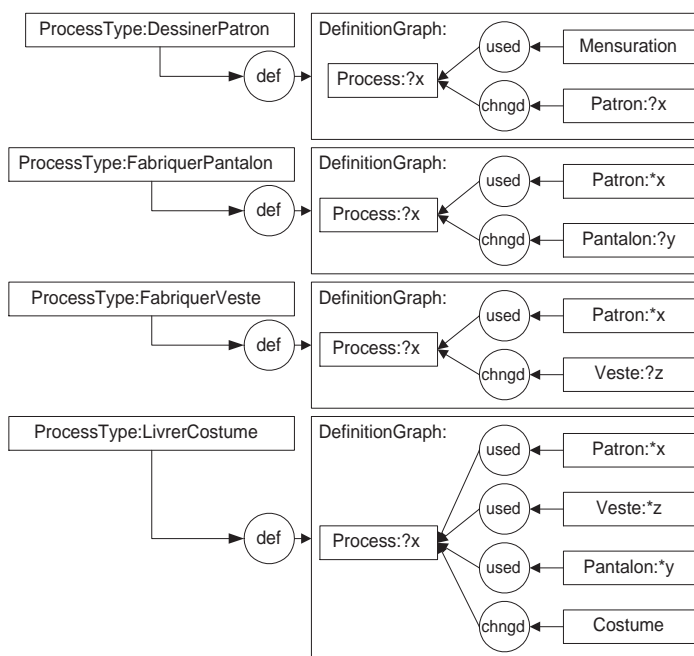 ProcessType:DessinerPatron
def
DefinitionGraph:
Process:?x
used
Mensuration
chngd
Patron:?x
ProcessType:FabriquerPantalon
def
DefinitionGraph:
Process:?x
used
Patron:*x
chngd
Pantalon:?y
ProcessType:FabriquerVeste
def
DefinitionGraph:
Process:?x
used
Patron:*x
chngd
Veste:?z
ProcessType:LivrerCostume
def
DefinitionGraph:
Process:?x
used
Patron:*x
used
Veste:*z
used
Pantalon:*y
chngd
Costume